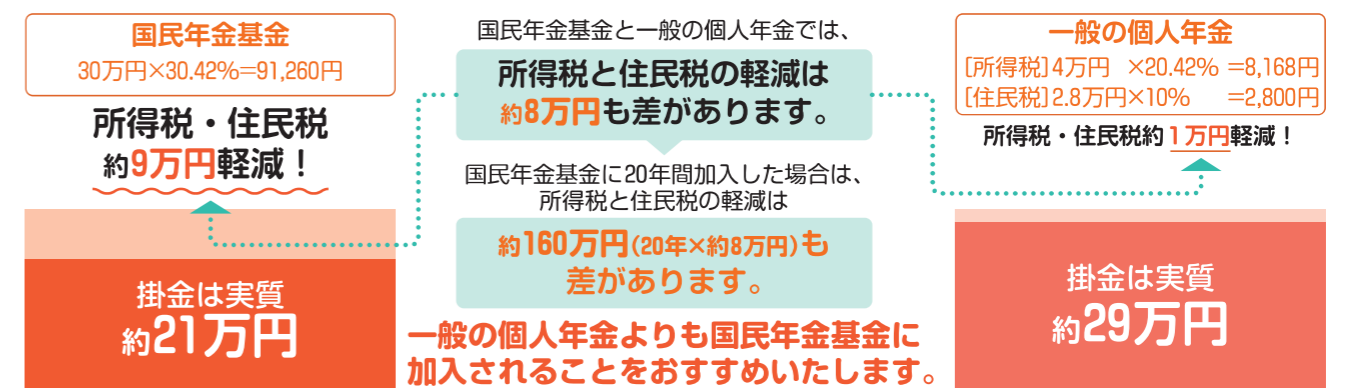 国民年金基金
30万円×30.42%=91,260円
所得税・住民税
約9万円軽減！
掛金は実質
約21万円
国民年金基金と一般の個人年金では、
所得税と住民税の軽減は
約8万円も差があります。
国民年金基金に20年間加入した場合は、
所得税と住民税の軽減は
約160万円(20年×約8万円)も
差があります。
一般の個人年金よりも国民年金基金に
加入されることをおすすめいたします。
一般の個人年金
[所得税]4万円 ×20.42% =8,168円
[住民税]2.8万円×10% =2,800円
所得税・住民税約1万円軽減！
掛金は実質
約29万円